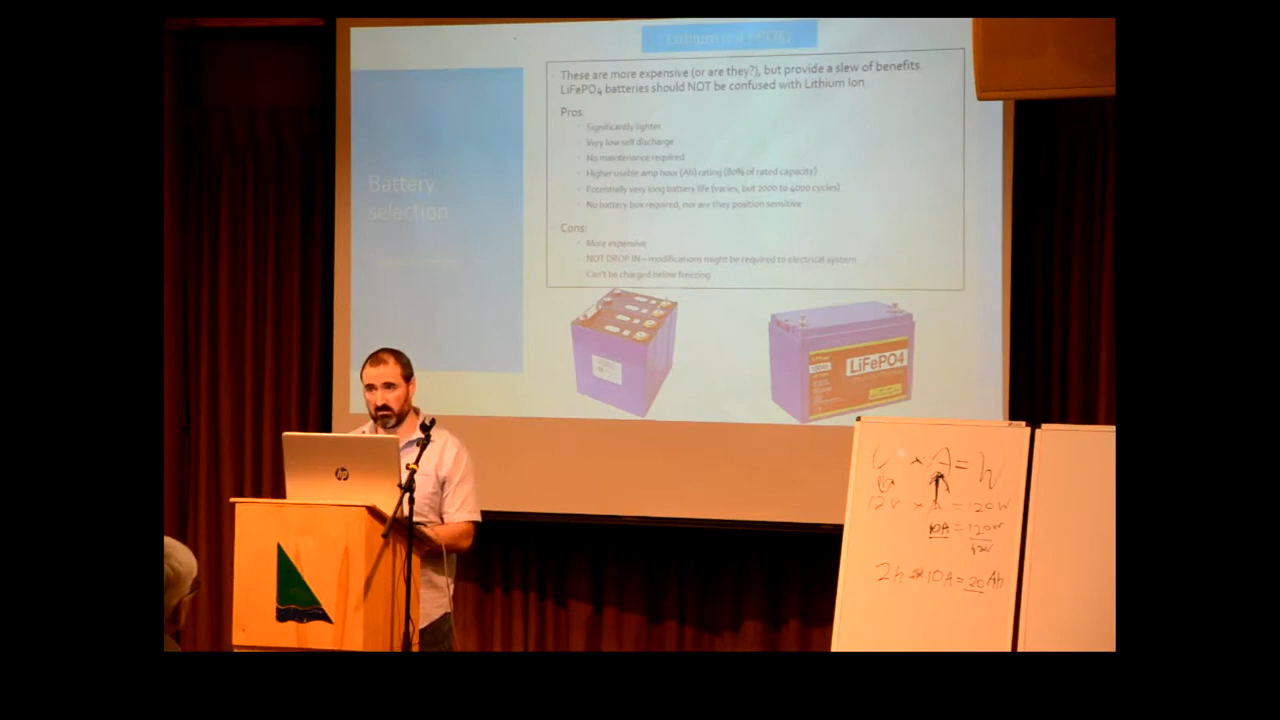 These are more expensive (or are they?), but provide a slew of benefits.
LiFePO4 batteries should NOT be confused with Lithium Ion
Pros:
Significantly lighter
Very low self discharge
No maintenance required
Higher usable amp hour (Ah) rating (80% of rated capacity)
Potentially very long battery life (varies, but 2000 to 4000 cycles)
No battery box required, nor are they position sensitive
Cons:
More expensive
NOT DROP IN – modifications might be required to electrical system
Can't be charged below freezing
Battery
selection
LiFePO4
hp
x A = W
12V x A = 120W
10A = 120W
12V
2h x 10A = 20Ah